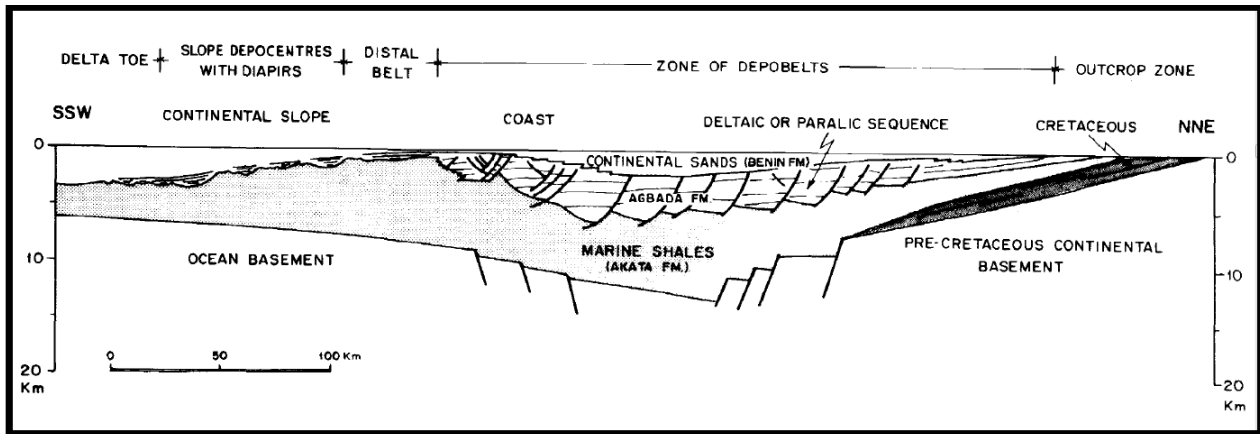 DELTA TOE
SLOPE DEPOCENTRES
WITH DIAPIRS
DISTAL
BELT
ZONE OF DEPOBELTS
OUTCROP ZONE
SSW
CONTINENTAL SLOPE
COAST
DELTAIC OR PARALIC SEQUENCE
CRETACEOUS
NNE
0
0
CONTINENTAL SANDS (BENIN FM)
AGBADA FM.
MARINE SHALES
(AKATA FM.)
OCEAN BASEMENT
PRE-CRETACEOUS CONTINENTAL
BASEMENT
10
10
0
50
100 Km
20
Km
20
Km